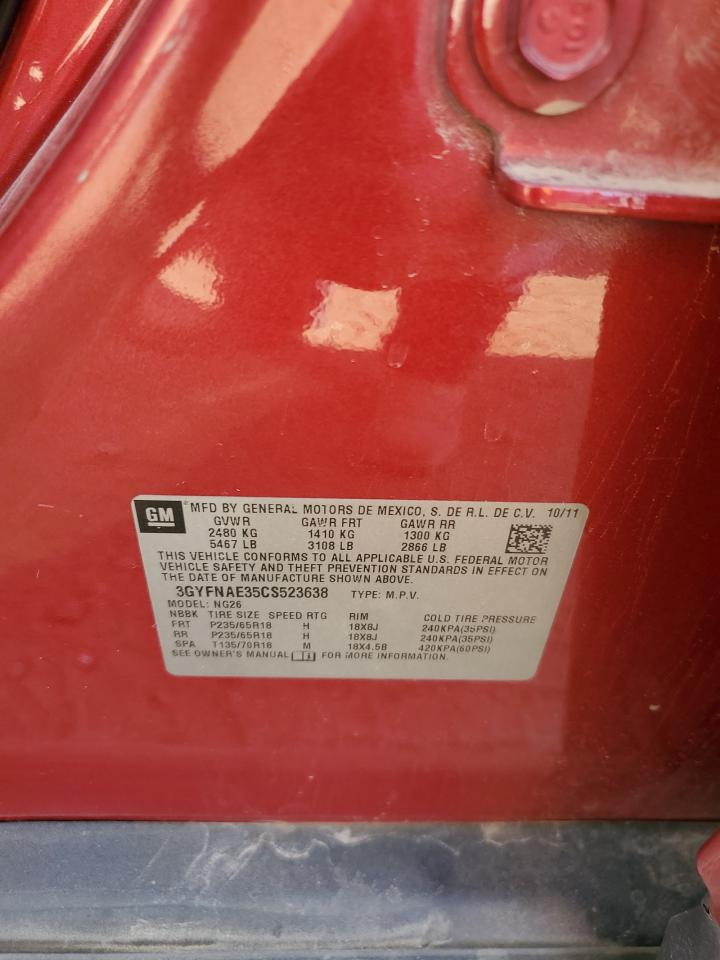 GM
MFD BY GENERAL MOTORS DE MEXICO, S. DE R.L. DE C.V. 10/11
GVWR GAWR FRT GAWR RR
2480 KG 1410 KG 1300 KG
5467 LB 3108 LB 2866 LB
THIS VEHICLE CONFORMS TO ALL APPLICABLE U.S. FEDERAL MOTOR
VEHICLE SAFETY AND THEFT PREVENTION STANDARDS IN EFFECT ON
THE DATE OF MANUFACTURE SHOWN ABOVE.
3GYFNAE35CS523638 TYPE: M.P.V.
MODEL: NG26
NBBK TIRE SIZE SPEED RTG RIM COLD TIRE PRESSURE
FRT P235/65R18 H 18X8J 240KPA(35PSI)
RR P235/65R18 H 18X8J 240KPA(35PSI)
SPA T135/70R18 M 18X4.5B 420KPA(60PSI)
SEE OWNER'S MANUAL FOR MORE INFORMATION.